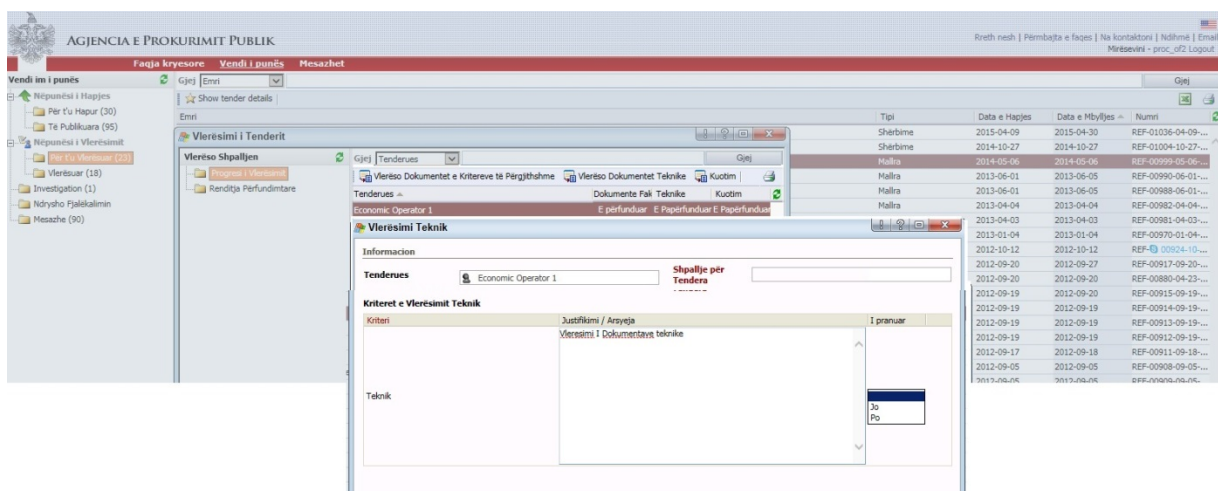 AGJENCIA E PROKURIMIT PUBLIK
Rreth nesh | Përmbajta e faqes | Na kontaktoni | Ndihmë | Email
Mirësevini - proc_of2 Logout
Faqja kryesore Vendi i punës Mesazhet
Vendi im i punës
Gjej Emri Gjej
Show tender details
Emri Tipi Data e Hapjes Data e Mbylljes Numri
Nëpunësi i Hapjes
Për t'u Hapur (30)
Të Publikuara (95)
Nëpunësi i Vlerësimit
Për t'u Vlerësuar (23)
Vlerësuar (18)
Investigation (1)
Ndrysho Fjalëkalimin
Mesazhe (90)
Shërbime 2015-04-09 2015-04-30 REF-01036-04-09-...
Shërbime 2014-10-27 2014-10-27 REF-01004-10-27-...
Mallra 2014-05-06 2014-05-06 REF-00999-05-06-...
Mallra 2013-06-01 2013-06-05 REF-00990-06-01-...
Mallra 2013-06-01 2013-06-05 REF-00988-06-01-...
Mallra 2013-04-04 2013-04-04 REF-00982-04-04-...
2013-04-03 2013-04-03 REF-00981-04-03-...
2013-01-04 2013-01-04 REF-00970-01-04-...
2012-10-12 2012-10-12 REF- 00924-10-...
2012-09-20 2012-09-27 REF-00917-09-20-...
2012-09-20 2012-09-20 REF-00880-04-23-...
2012-09-19 2012-09-20 REF-00915-09-19-...
2012-09-19 2012-09-19 REF-00914-09-19-...
2012-09-19 2012-09-19 REF-00913-09-19-...
2012-09-19 2012-09-19 REF-00912-09-19-...
2012-09-17 2012-09-18 REF-00911-09-18-...
2012-09-05 2012-09-05 REF-00908-09-05-...
2012-09-05 2012-09-05 REF-00909-09-05-
Vlerësimi i Tenderit
Vlerëso Shpalljen
Progresi i Vlerësimit
Renditja Përfundimtare
Gjej Tenderues Gjej
Vlerëso Dokumentet e Kritereve të Përgjithshme Vlerëso Dokumentet Teknike Kuotim
Tenderues Dokumente Fak Teknike Kuotim
Economic Operator 1 E përfunduar E Papërfunduar E Papërfunduar
Vlerësimi Teknik
Informacion
Tenderues Economic Operator 1 Shpallje për
Tendera
Kriteret e Vlerësimit Teknik
Kriteri Justifikimi / Arsyeja I pranuar
Vleresimi I Dokumentave teknike
Teknik
Jo
Po